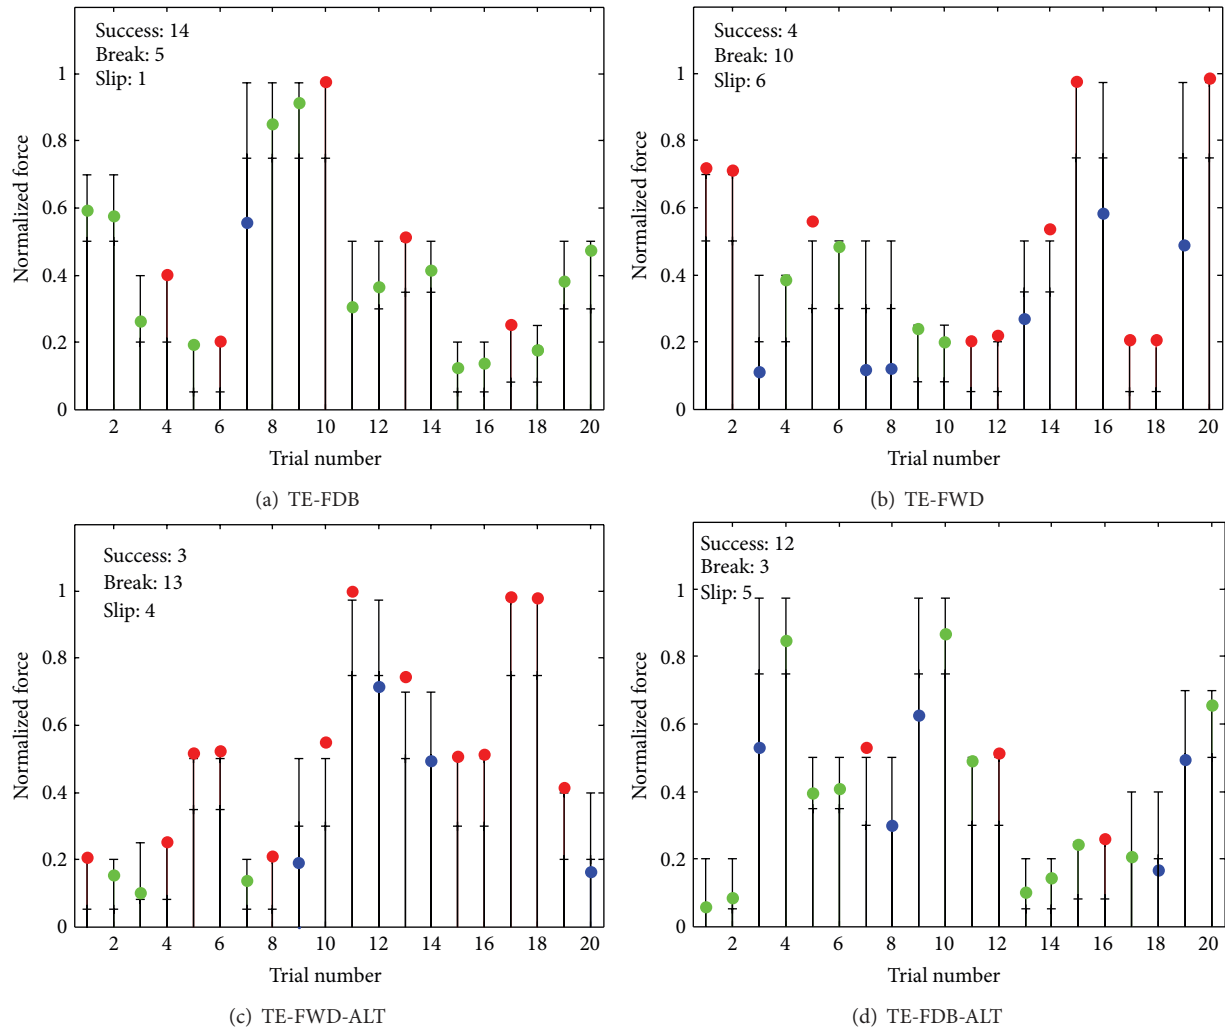 Success: 14
Break: 5
Slip: 1
Normalized force
1
0.8
0.6
0.4
0.2
0
2 4 6 8 10 12 14 16 18 20
Trial number
(a) TE-FDB
Success: 4
Break: 10
Slip: 6
Normalized force
1
0.8
0.6
0.4
0.2
0
2 4 6 8 10 12 14 16 18 20
Trial number
(b) TE-FWD
Success: 3
Break: 13
Slip: 4
Normalized force
1
0.8
0.6
0.4
0.2
0
2 4 6 8 10 12 14 16 18 20
Trial number
(c) TE-FWD-ALT
Success: 12
Break: 3
Slip: 5
Normalized force
1
0.8
0.6
0.4
0.2
0
2 4 6 8 10 12 14 16 18 20
Trial number
(d) TE-FDB-ALT